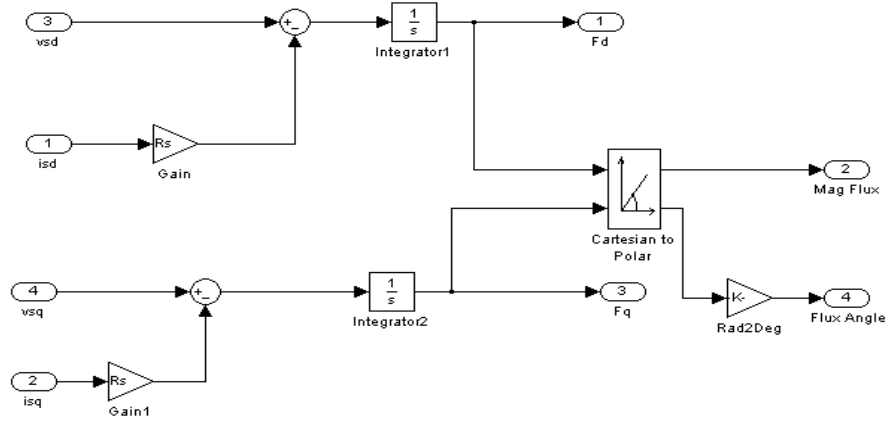 3
vsd
+
−
1
s
Integrator1
1
Fd
1
isd
Rs
Gain
2
Mag Flux
Cartesian to
Polar
4
vsq
+
−
1
s
Integrator2
3
Fq
K-
Rad2Deg
4
Flux Angle
2
isq
Rs
Gain1